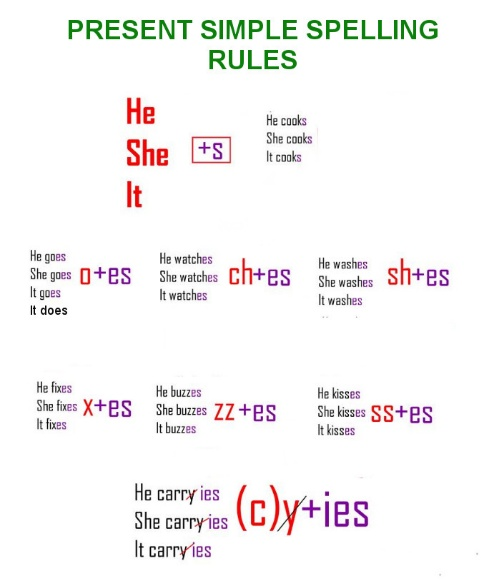 PRESENT SIMPLE SPELLING
RULES
He
She
It
+s
He cooks
She cooks
It cooks
He goes
She goes
It goes
It does
o+es
He watches
She watches
It watches
ch+es
He washes
She washes
It washes
sh+es
He fixes
She fixes
It fixes
x+es
He buzzes
She buzzes
It buzzes
zz+es
He kisses
She kisses
It kisses
ss+es
He carry ies
She carry ies
It carry ies
(c)y+ies